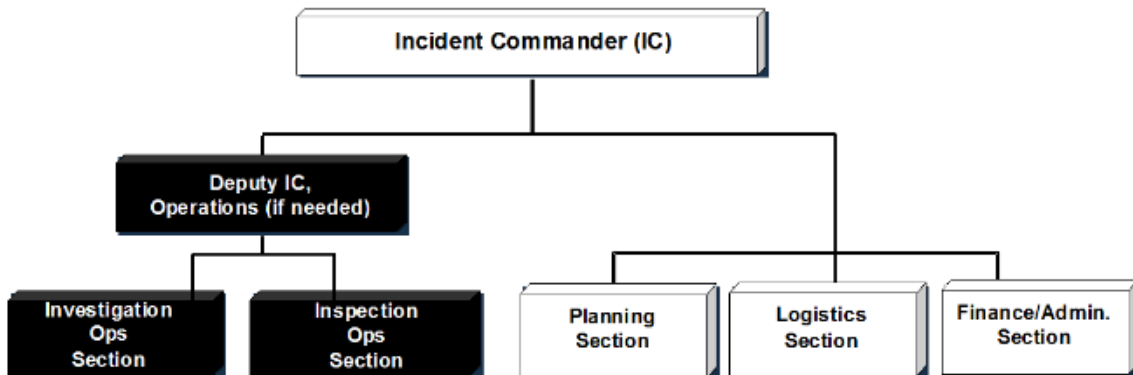 Incident Commander (IC)
Deputy IC,
Operations (if needed)
Investigation
Ops
Section
Inspection
Ops
Section
Planning
Section
Logistics
Section
Finance/Admin.
Section